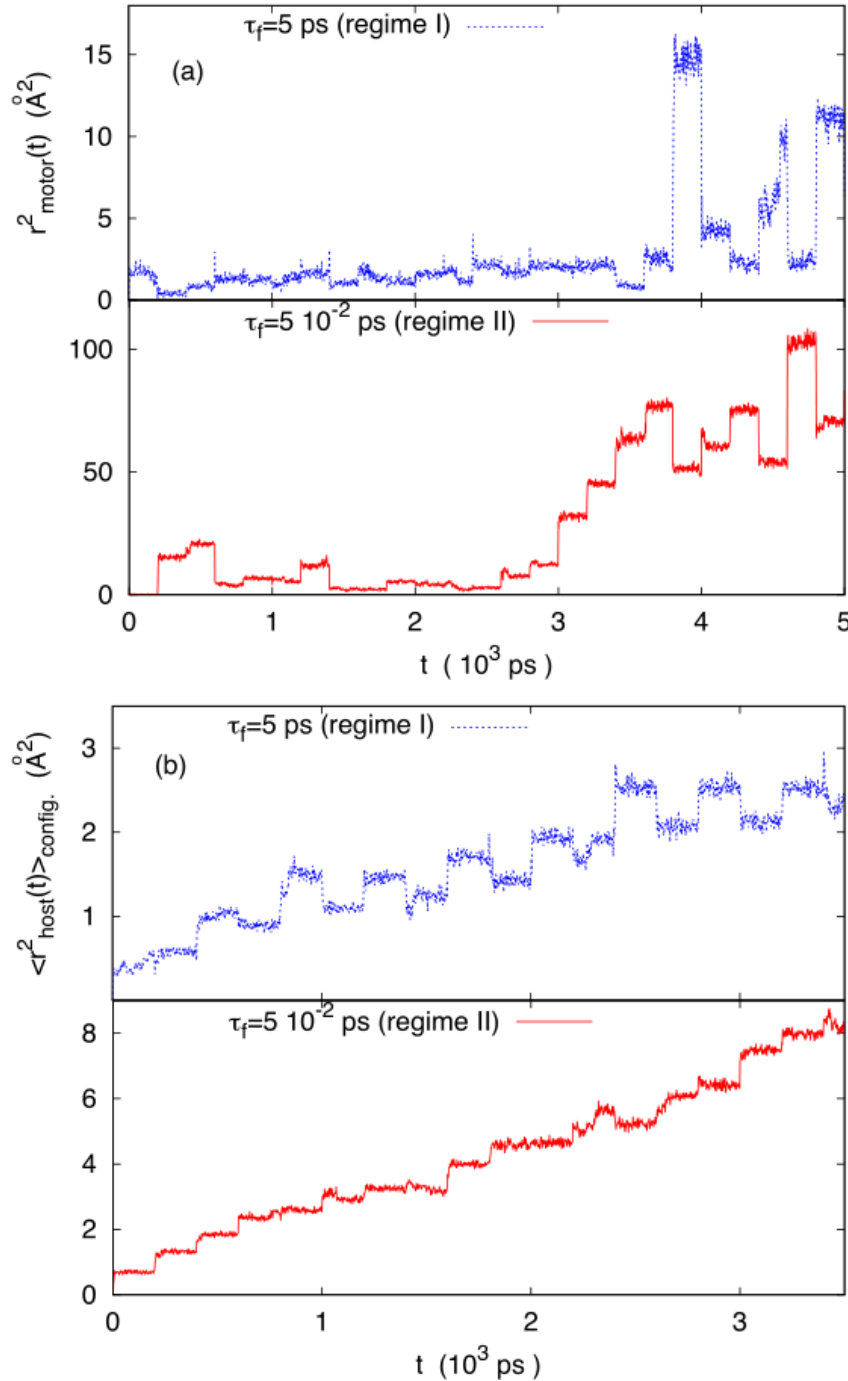 τf=5 ps (regime I)
(a)
r²motor(t) (Å²)
15
10
5
0
τf=5 10⁻² ps (regime II)
100
50
0
0 1 2 3 4 5
t ( 10³ ps)
τf=5 ps (regime I)
(b)
<r²host(t)>config. (Å²)
3
2
1
τf=5 10⁻² ps (regime II)
8
6
4
2
0
0 1 2 3
t (10³ ps)